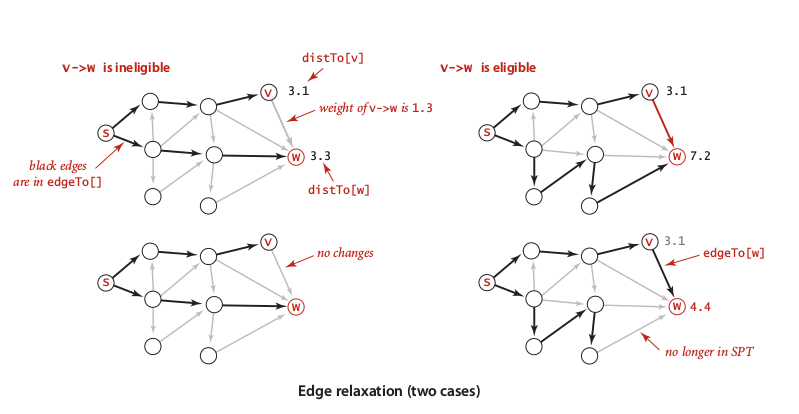 v->w is ineligible
distTo[v]
v
3.1
weight of v->w is 1.3
s
w
3.3
black edges
are in edgeTo[]
distTo[w]
v->w is eligible
v
3.1
s
w
7.2
v
no changes
s
w
v
3.1
edgeTo[w]
s
w
4.4
no longer in SPT
Edge relaxation (two cases)